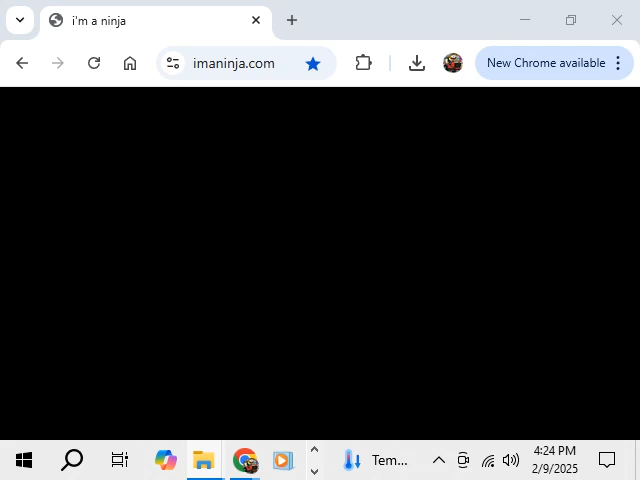 i'm a ninja
imaninja.com
New Chrome available
Tem...
4:24 PM
2/9/2025